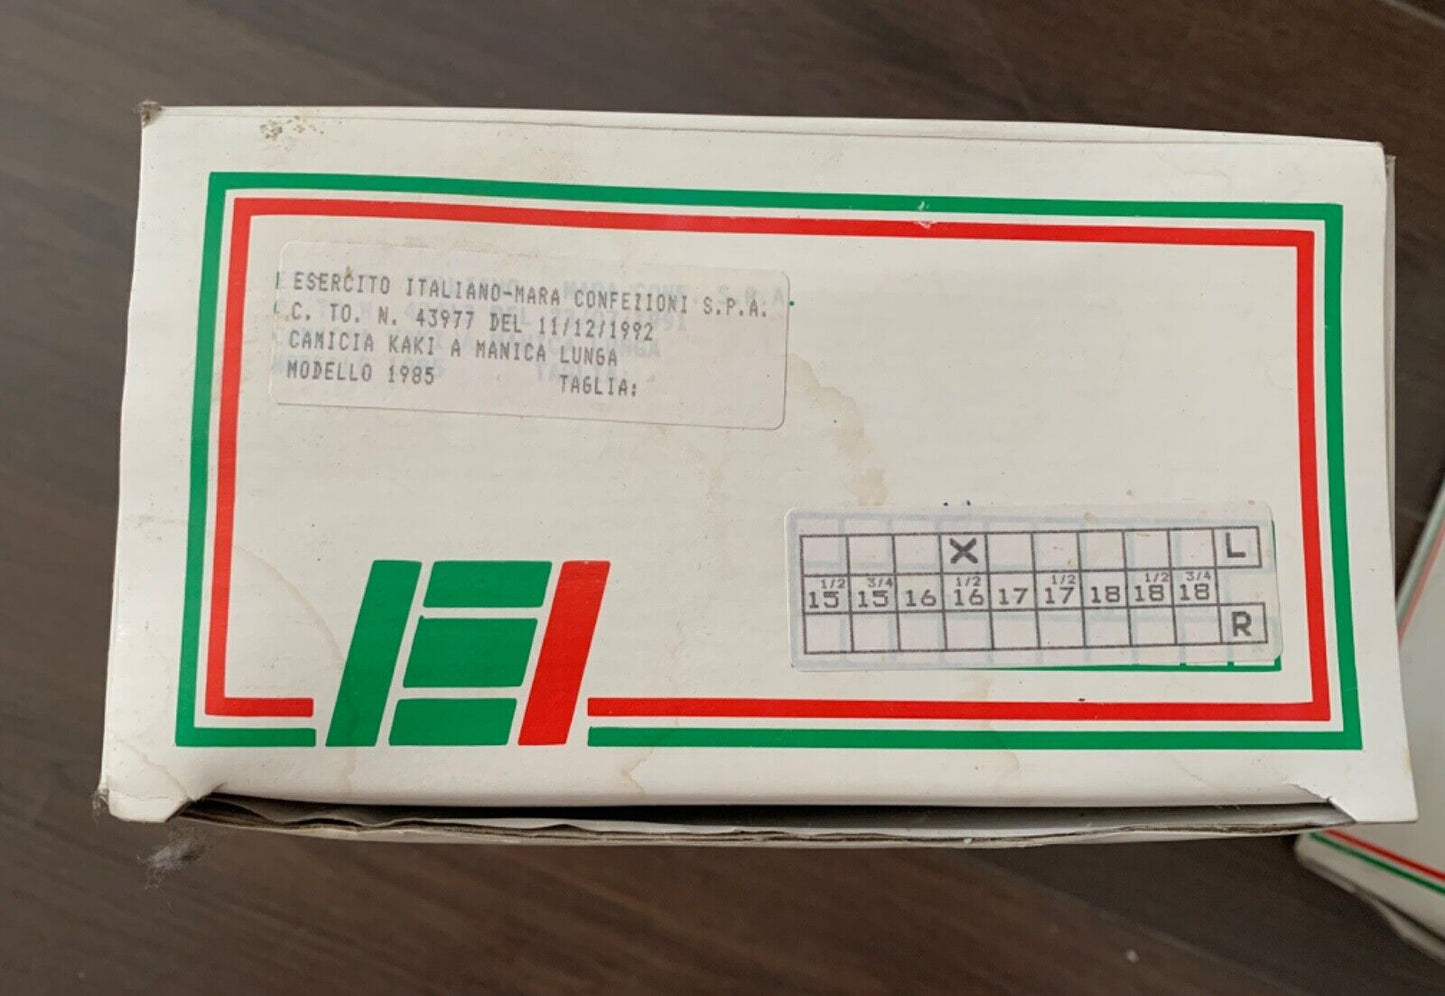 ESERCITO ITALIANO-MARA CONFEZIONI S.P.A.
C. TO. N. 43977 DEL 11/12/1992
CAMICIA KAKI A MANICA LUNGA
MODELLO 1985 TAGLIA:
EI
X L
15 1/2 15 3/4 16 16 1/2 17 17 1/2 18 18 1/2 18 3/4
R